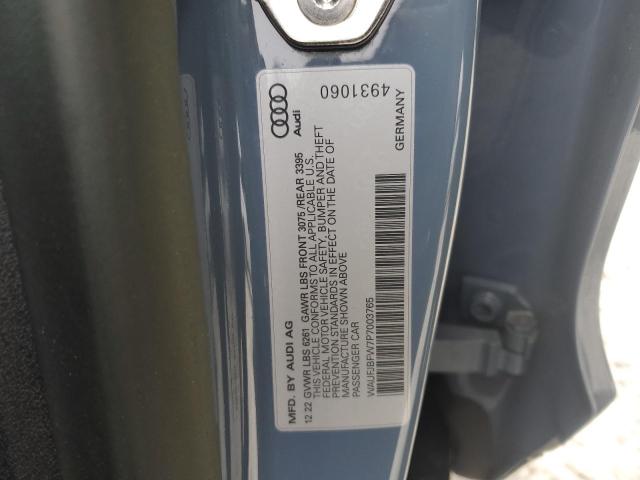 MFD. BY AUDI AG
12 22 GVWR LBS 6261 GAWR LBS FRONT 3075 /REAR 3395
THIS VEHICLE CONFORMS TO ALL APPLICABLE U.S.
FEDERAL MOTOR VEHICLE SAFETY, BUMPER AND THEFT
PREVENTION STANDARDS IN EFFECT ON THE DATE OF
MANUFACTURE SHOWN ABOVE
PASSENGER CAR
WAUFJBPW7P7003765
Audi
GERMANY
4931060